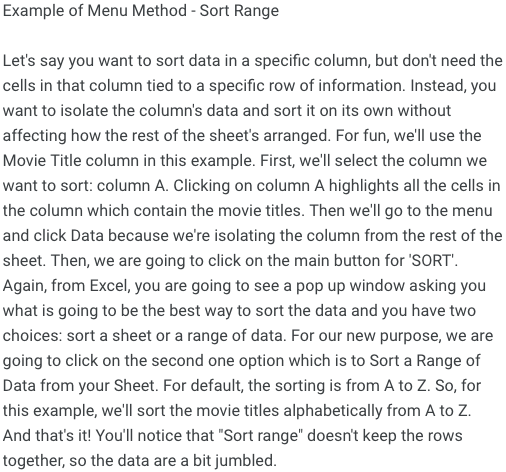 Example of Menu Method - Sort Range
Let's say you want to sort data in a specific column, but don't need the
cells in that column tied to a specific row of information. Instead, you
want to isolate the column's data and sort it on its own without
affecting how the rest of the sheet's arranged. For fun, we'll use the
Movie Title column in this example. First, we'll select the column we
want to sort: column A. Clicking on column A highlights all the cells in
the column which contain the movie titles. Then we'll go to the menu
and click Data because we're isolating the column from the rest of the
sheet. Then, we are going to click on the main button for 'SORT'.
Again, from Excel, you are going to see a pop up window asking you
what is going to be the best way to sort the data and you have two
choices: sort a sheet or a range of data. For our new purpose, we are
going to click on the second one option which is to Sort a Range of
Data from your Sheet. For default, the sorting is from A to Z. So, for
this example, we'll sort the movie titles alphabetically from A to Z.
And that's it! You'll notice that "Sort range" doesn't keep the rows
together, so the data are a bit jumbled.